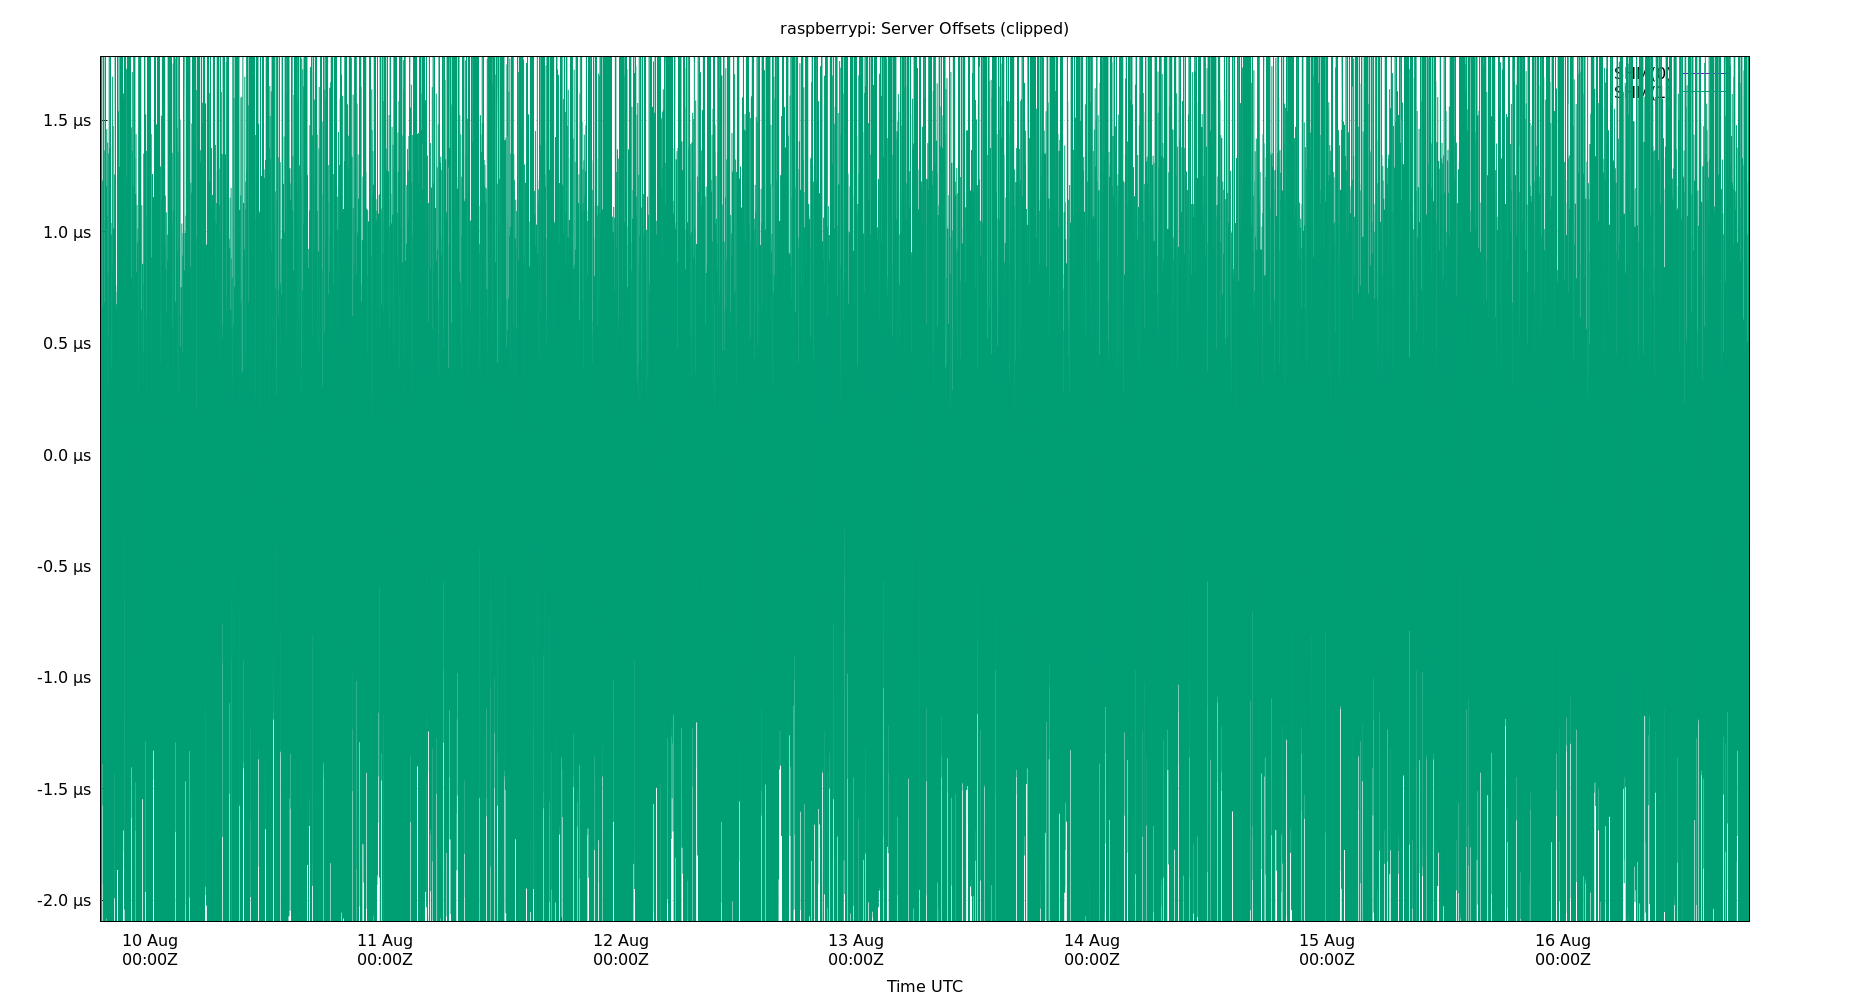 raspberrypi: Server Offsets (clipped)
SHM(0)
1.5 µs
1.0 µs
0.5 µs
0.0 µs
-0.5 µs
-1.0 µs
-1.5 µs
-2.0 µs
10 Aug 11 Aug 12 Aug 13 Aug 14 Aug 15 Aug 16 Aug
00:00Z 00:00Z 00:00Z 00:00Z 00:00Z 00:00Z 00:00Z
Time UTC